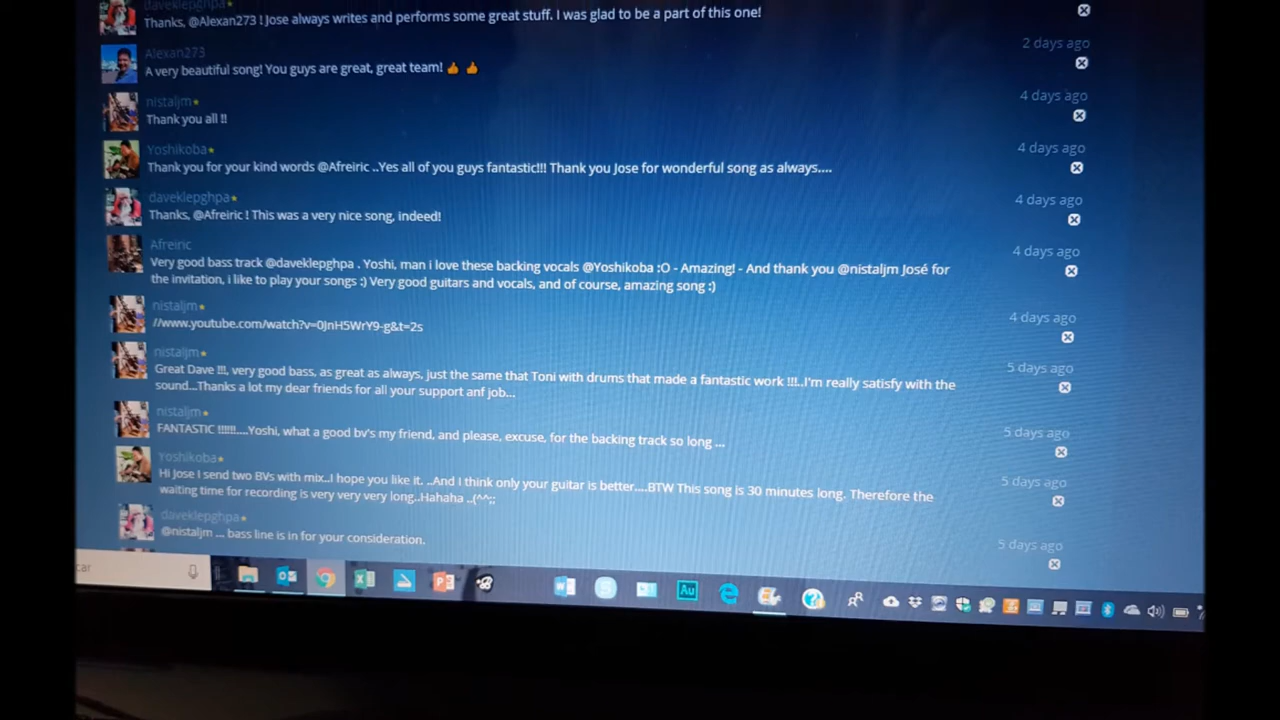 daveklepghpa
Thanks, @Alexan273 ! Jose always writes and performs some great stuff. I was glad to be a part of this one!
2 days ago
Alexan273
A very beautiful song! You guys are great, great team! 👍 👍
4 days ago
nistaljm
Thank you all !!
4 days ago
Yoshikoba
Thank you for your kind words @Afreiric ..Yes all of you guys fantastic!!! Thank you Jose for wonderful song as always....
4 days ago
daveklepghpa
Thanks, @Afreiric ! This was a very nice song, indeed!
4 days ago
Afreiric
Very good bass track @daveklepghpa . Yoshi, man i love these backing vocals @Yoshikoba :O - Amazing! - And thank you @nistaljm José for
the invitation, i like to play your songs :) Very good guitars and vocals, and of course, amazing song :)
4 days ago
nistaljm
//www.youtube.com/watch?v=0JnH5WrY9-g&t=2s
5 days ago
nistaljm
Great Dave !!!, very good bass, as great as always, just the same that Toni with drums that made a fantastic work !!!..I'm really satisfy with the
sound...Thanks a lot my dear friends for all your support anf job...
5 days ago
nistaljm
FANTASTIC !!!!!!....Yoshi, what a good bv's my friend, and please, excuse, for the backing track so long ...
5 days ago
Yoshikoba
Hi Jose I send two BVs with mix..I hope you like it. ..And I think only your guitar is better....BTW This song is 30 minutes long. Therefore the
waiting time for recording is very very very long..Hahaha ..(^^;;
5 days ago
daveklepghpa
@nistaljm ... bass line is in for your consideration.
car
Au